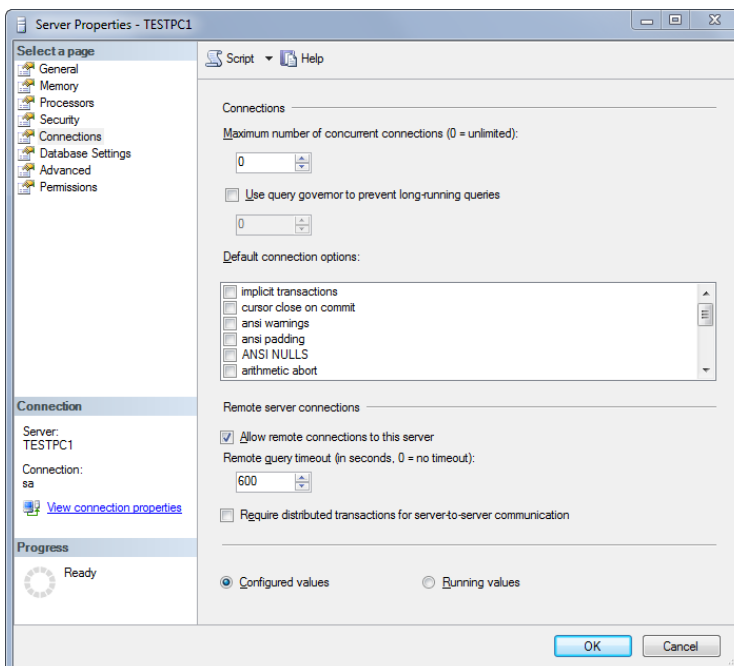 Server Properties - TESTPC1
Select a page
General
Memory
Processors
Security
Connections
Database Settings
Advanced
Permissions
Script
Help
Connections
Maximum number of concurrent connections (0 = unlimited):
0
Use query governor to prevent long-running queries
0
Default connection options:
implicit transactions
cursor close on commit
ansi warnings
ansi padding
ANSI NULLS
arithmetic abort
Connection
Server:
TESTPC1
Connection:
sa
View connection properties
Progress
Ready
Remote server connections
Allow remote connections to this server
Remote query timeout (in seconds, 0 = no timeout):
600
Require distributed transactions for server-to-server communication
Configured values
Running values
OK
Cancel